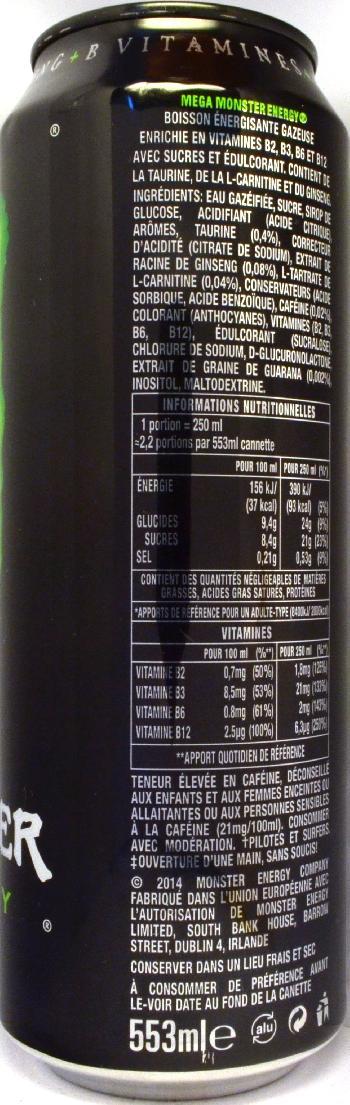 NG + B VITAMINES
MEGA MONSTER ENERGY®
BOISSON ÉNERGISANTE GAZEUSE
ENRICHIE EN VITAMINES B2, B3, B6 ET B12
AVEC SUCRES ET ÉDULCORANT. CONTIENT DE
LA TAURINE, DE LA L-CARNITINE ET DU GINSENG
INGRÉDIENTS: EAU GAZÉIFIÉE, SUCRE, SIROP DE
GLUCOSE, ACIDIFIANT (ACIDE CITRIQUE),
ARÔMES, TAURINE (0,4%), CORRECTEUR
D'ACIDITÉ (CITRATE DE SODIUM), EXTRAIT DE
RACINE DE GINSENG (0,08%), L-TARTRATE DE
L-CARNITINE (0,04%), CONSERVATEURS (ACIDE
SORBIQUE, ACIDE BENZOÏQUE), CAFÉINE (0,02%),
COLORANT (ANTHOCYANES), VITAMINES (B2, B3,
B6, B12), ÉDULCORANT (SUCRALOSE),
CHLORURE DE SODIUM, D-GLUCURONOLACTONE,
EXTRAIT DE GRAINE DE GUARANA (0,002%),
INOSITOL, MALTODEXTRINE.
INFORMATIONS NUTRITIONNELLES
1 portion = 250 ml
≈2,2 portions par 553ml cannette
POUR 100 ml POUR 250 ml (%*)
ÉNERGIE 156 kJ/ 390 kJ/
(37 kcal) (93 kcal) (5%)
GLUCIDES 9,4g 24g (9%)
SUCRES 8,4g 21g (23%)
SEL 0,21g 0,53g (9%)
CONTIENT DES QUANTITÉS NÉGLIGEABLES DE MATIÈRES
GRASSES, ACIDES GRAS SATURÉS, PROTÉINES
*APPORTS DE RÉFÉRENCE POUR UN ADULTE-TYPE (8400kJ/ 2000kcal)
VITAMINES
POUR 100 ml (%**) POUR 250 ml (%**)
VITAMINE B2 0,7mg (50%) 1,8mg (125%)
VITAMINE B3 8,5mg (53%) 21mg (133%)
VITAMINE B6 0.8mg (61%) 2mg (143%)
VITAMINE B12 2.5µg (100%) 6,3µg (250%)
**APPORT QUOTIDIEN DE RÉFÉRENCE
TENEUR ÉLEVÉE EN CAFÉINE, DÉCONSEILLÉ
AUX ENFANTS ET AUX FEMMES ENCEINTES OU
ALLAITANTES OU AUX PERSONNES SENSIBLES
À LA CAFÉINE (21mg/100ml). CONSOMMER
AVEC MODÉRATION. †PILOTES ET SURFERS.
‡OUVERTURE D'UNE MAIN, SANS SOUCIS!
© 2014 MONSTER ENERGY COMPANY
FABRIQUÉ DANS L'UNION EUROPÉENNE AVEC
L'AUTORISATION DE MONSTER ENERGY
LIMITED, SOUTH BANK HOUSE, BARROW
STREET, DUBLIN 4, IRLANDE
CONSERVER DANS UN LIEU FRAIS ET SEC
À CONSOMMER DE PRÉFÉRENCE AVANT
LE-VOIR DATE AU FOND DE LA CANETTE
553ml℮ alu
®
ER
Y
®